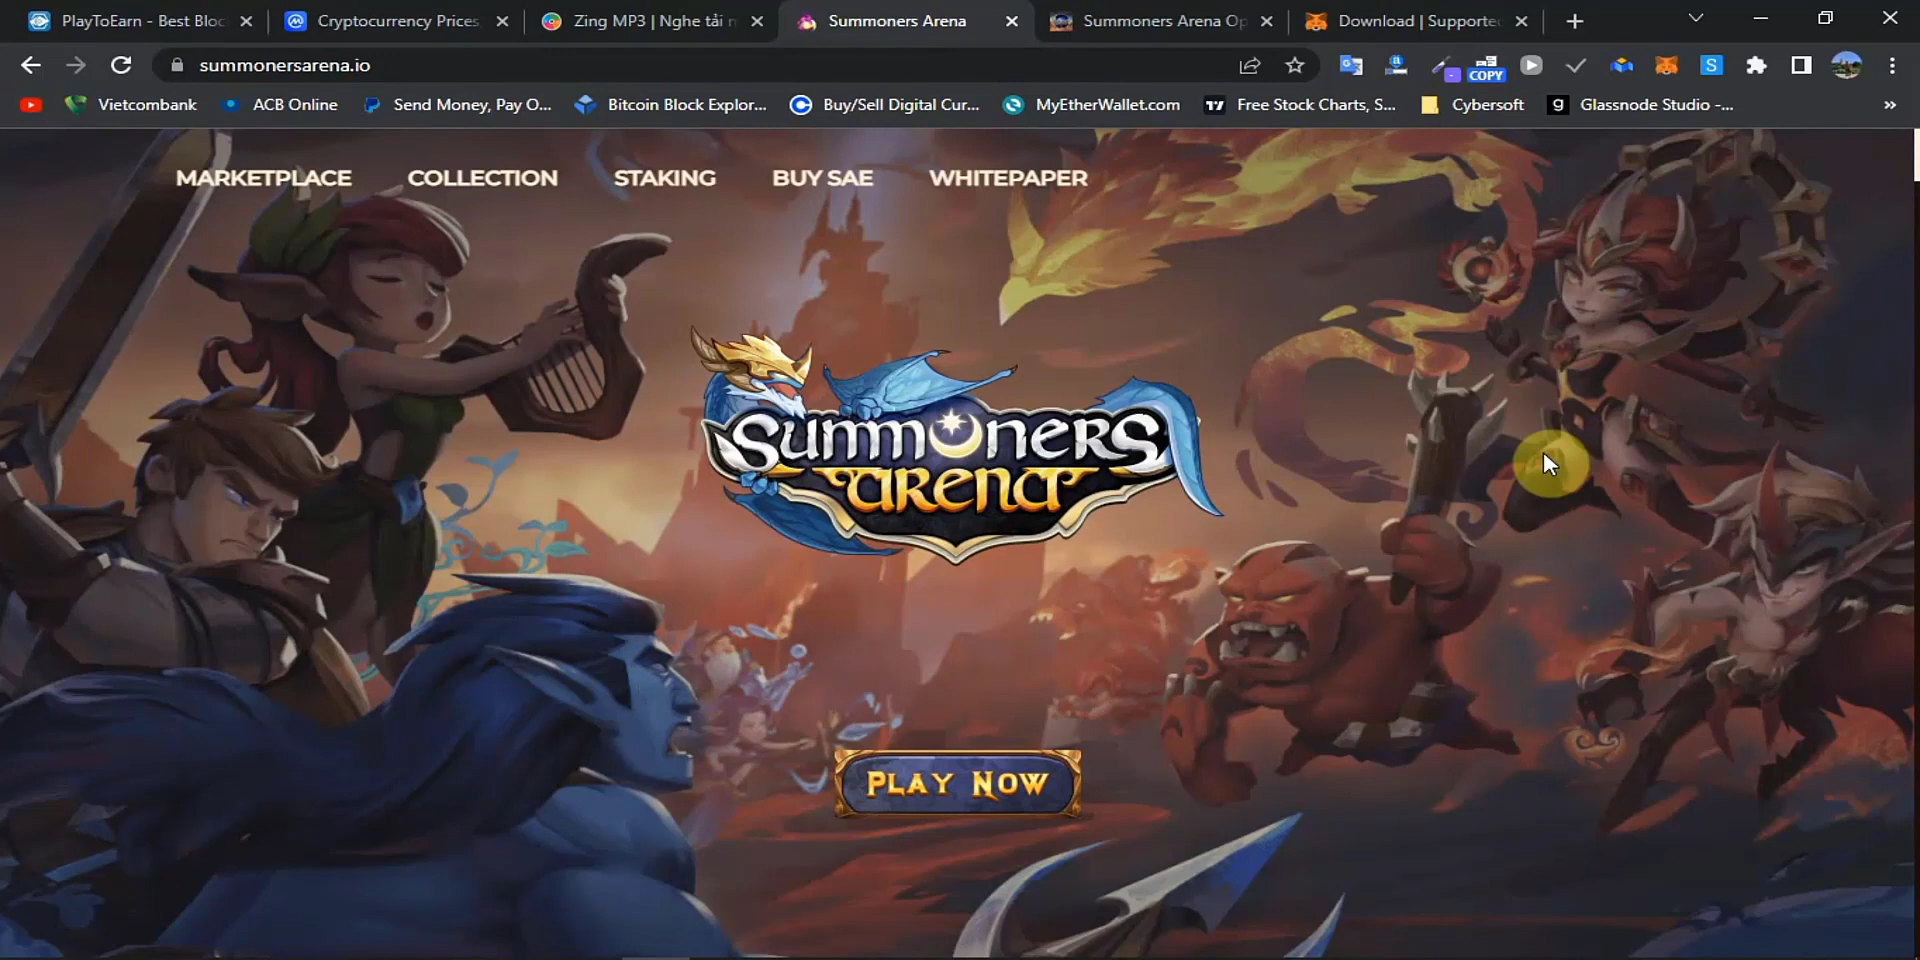 PlayToEarn - Best Bloc
Cryptocurrency Prices
Zing MP3 | Nghe tải n
Summoners Arena
Summoners Arena Op
Download | Supporte
summonersarena.io
COPY
S
Vietcombank
ACB Online
Send Money, Pay O...
Bitcoin Block Explor...
Buy/Sell Digital Cur...
MyEtherWallet.com
Free Stock Charts, S...
Cybersoft
g
Glassnode Studio -...
MARKETPLACE
COLLECTION
STAKING
BUY SAE
WHITEPAPER
Summoners
arena
Play Now